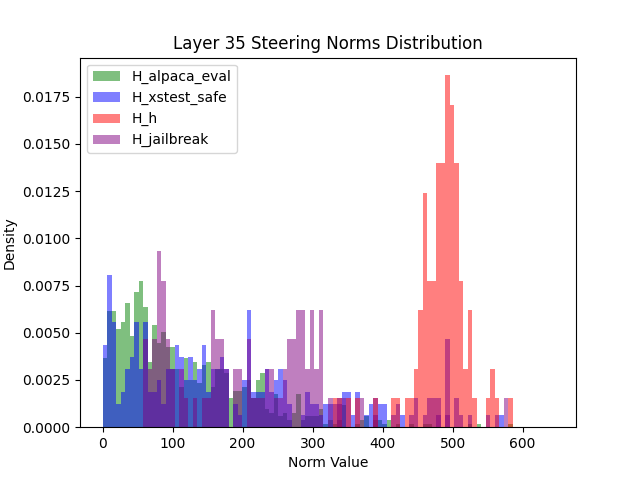 Layer 35 Steering Norms Distribution
H_alpaca_eval
H_xstest_safe
H_h
H_jailbreak
Density
0.0175
0.0150
0.0125
0.0100
0.0075
0.0050
0.0025
0.0000
0 100 200 300 400 500 600
Norm Value